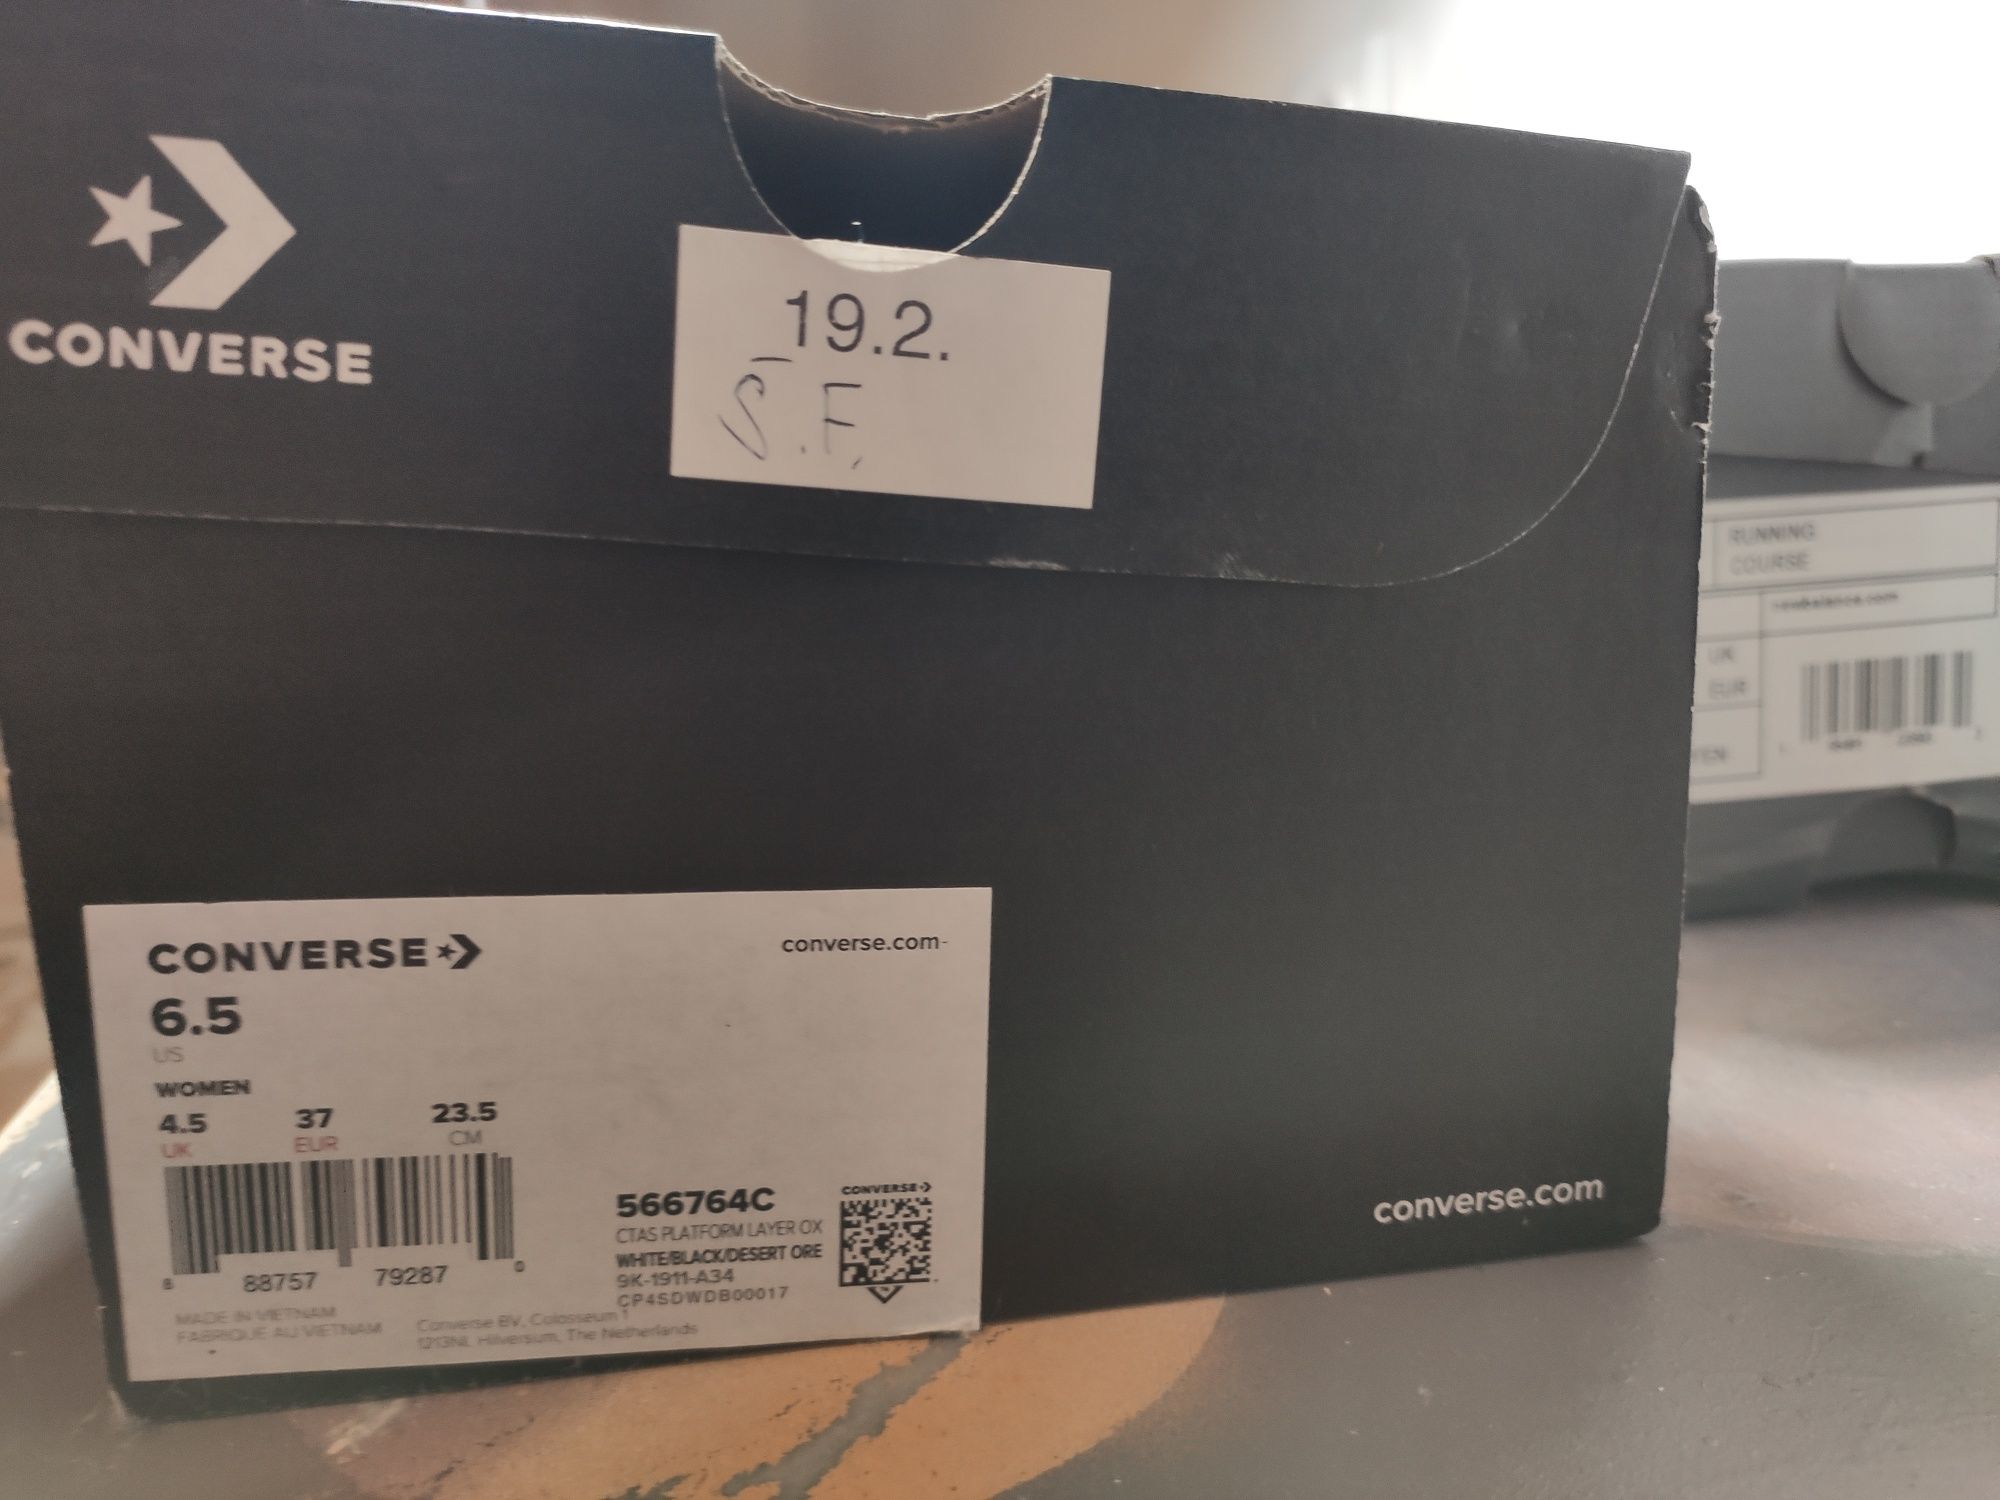 CONVERSE
19.2.
S.F.
CONVERSE
converse.com
6.5
US
WOMEN
4.5 37 23.5
UK EUR CM
8 88757 79287 0
MADE IN VIETNAM
FABRIQUE AU VIETNAM
Converse BV, Colosseum 1
1213NL Hilversum, The Netherlands
566764C
CTAS PLATFORM LAYER OX
WHITE/BLACK/DESERT ORE
9K-1911-A34
CP4SDWDB00017
CONVERSE
converse.com
RUNNING
COURSE
newbalance.com
UK
EUR